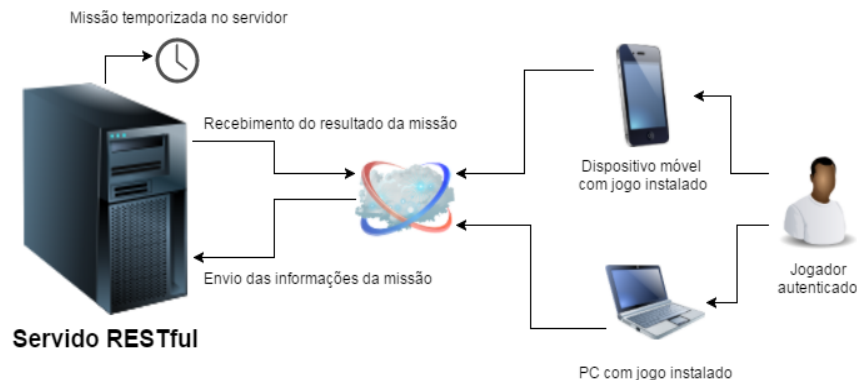 Missão temporizada no servidor
Recebimento do resultado da missão
Envio das informações da missão
Servido RESTful
Dispositivo móvel
com jogo instalado
Jogador
autenticado
PC com jogo instalado